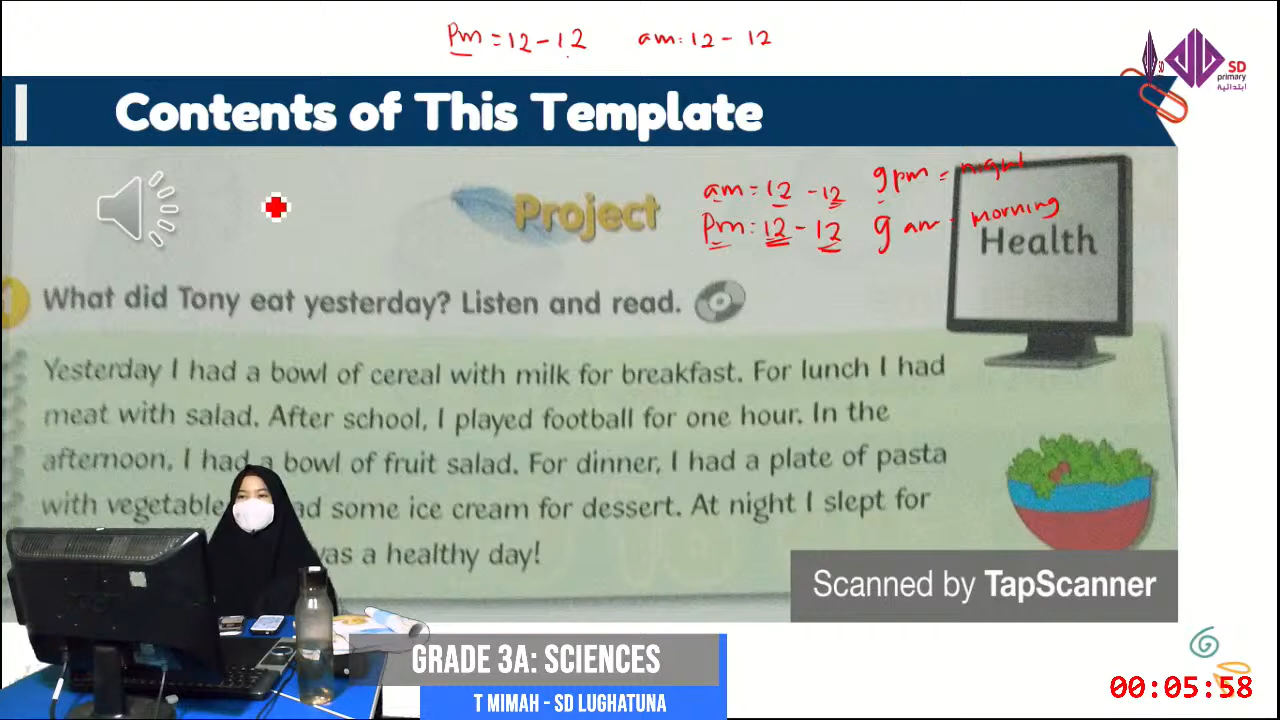 Pm = 12 - 12 am: 12 - 12
SD
primary
ابتدائية
SD
Contents of This Template
am = 12 - 12 9 pm = night
Pm: 12 - 12 9 am = morning
Project
Health
1 What did Tony eat yesterday? Listen and read.
Yesterday I had a bowl of cereal with milk for breakfast. For lunch I had
meat with salad. After school, I played football for one hour. In the
afternoon, I had a bowl of fruit salad. For dinner, I had a plate of pasta
with vegetable ad some ice cream for dessert. At night I slept for
was a healthy day!
Scanned by TapScanner
GRADE 3A: SCIENCES
T MIMAH - SD LUGHATUNA
00:05:58